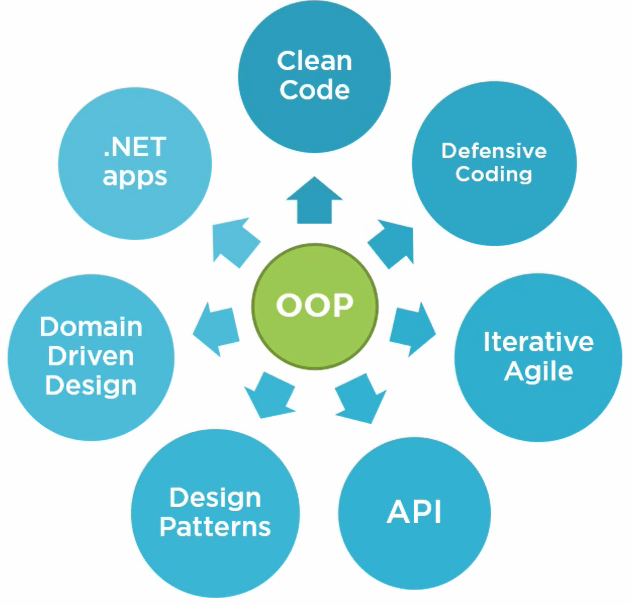 Clean
Code
Defensive
Coding
Iterative
Agile
API
Design
Patterns
Domain
Driven
Design
.NET
apps
OOP